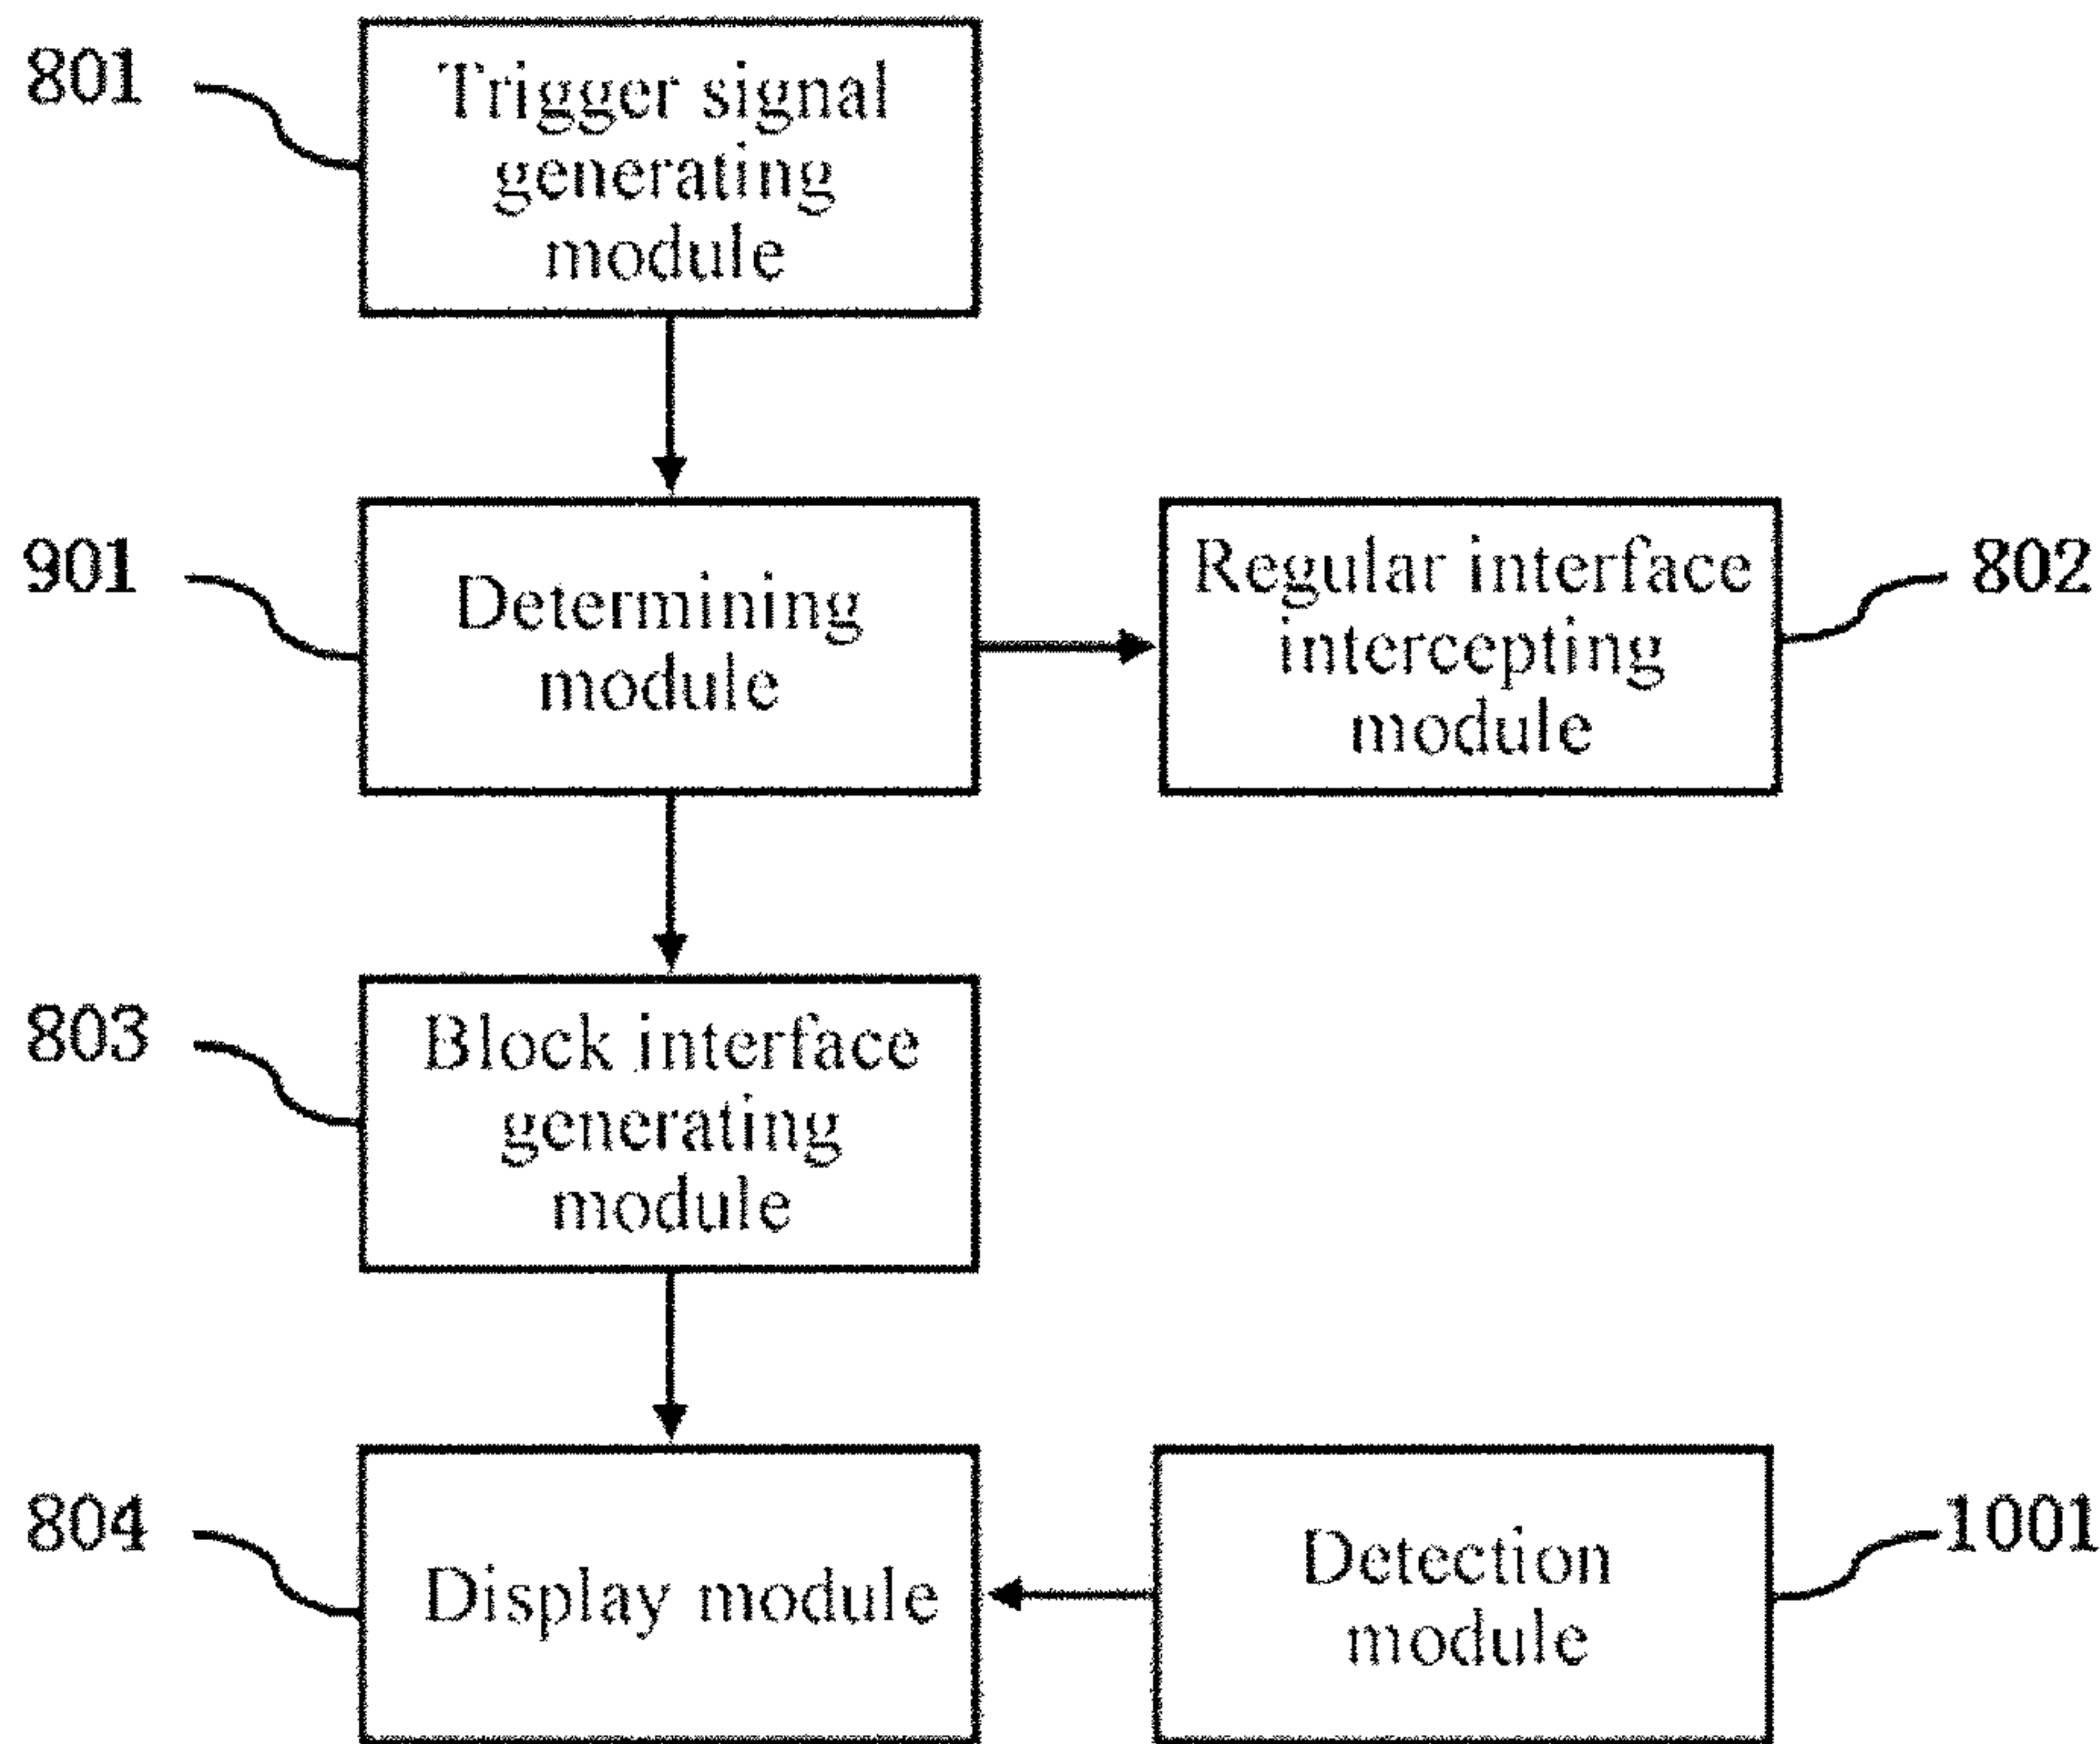 801
Trigger signal
generating
module
901
Determining
module
Regular interface
intercepting
module
802
803
Block interface
generating
module
804
Display module
Detection
module
1001